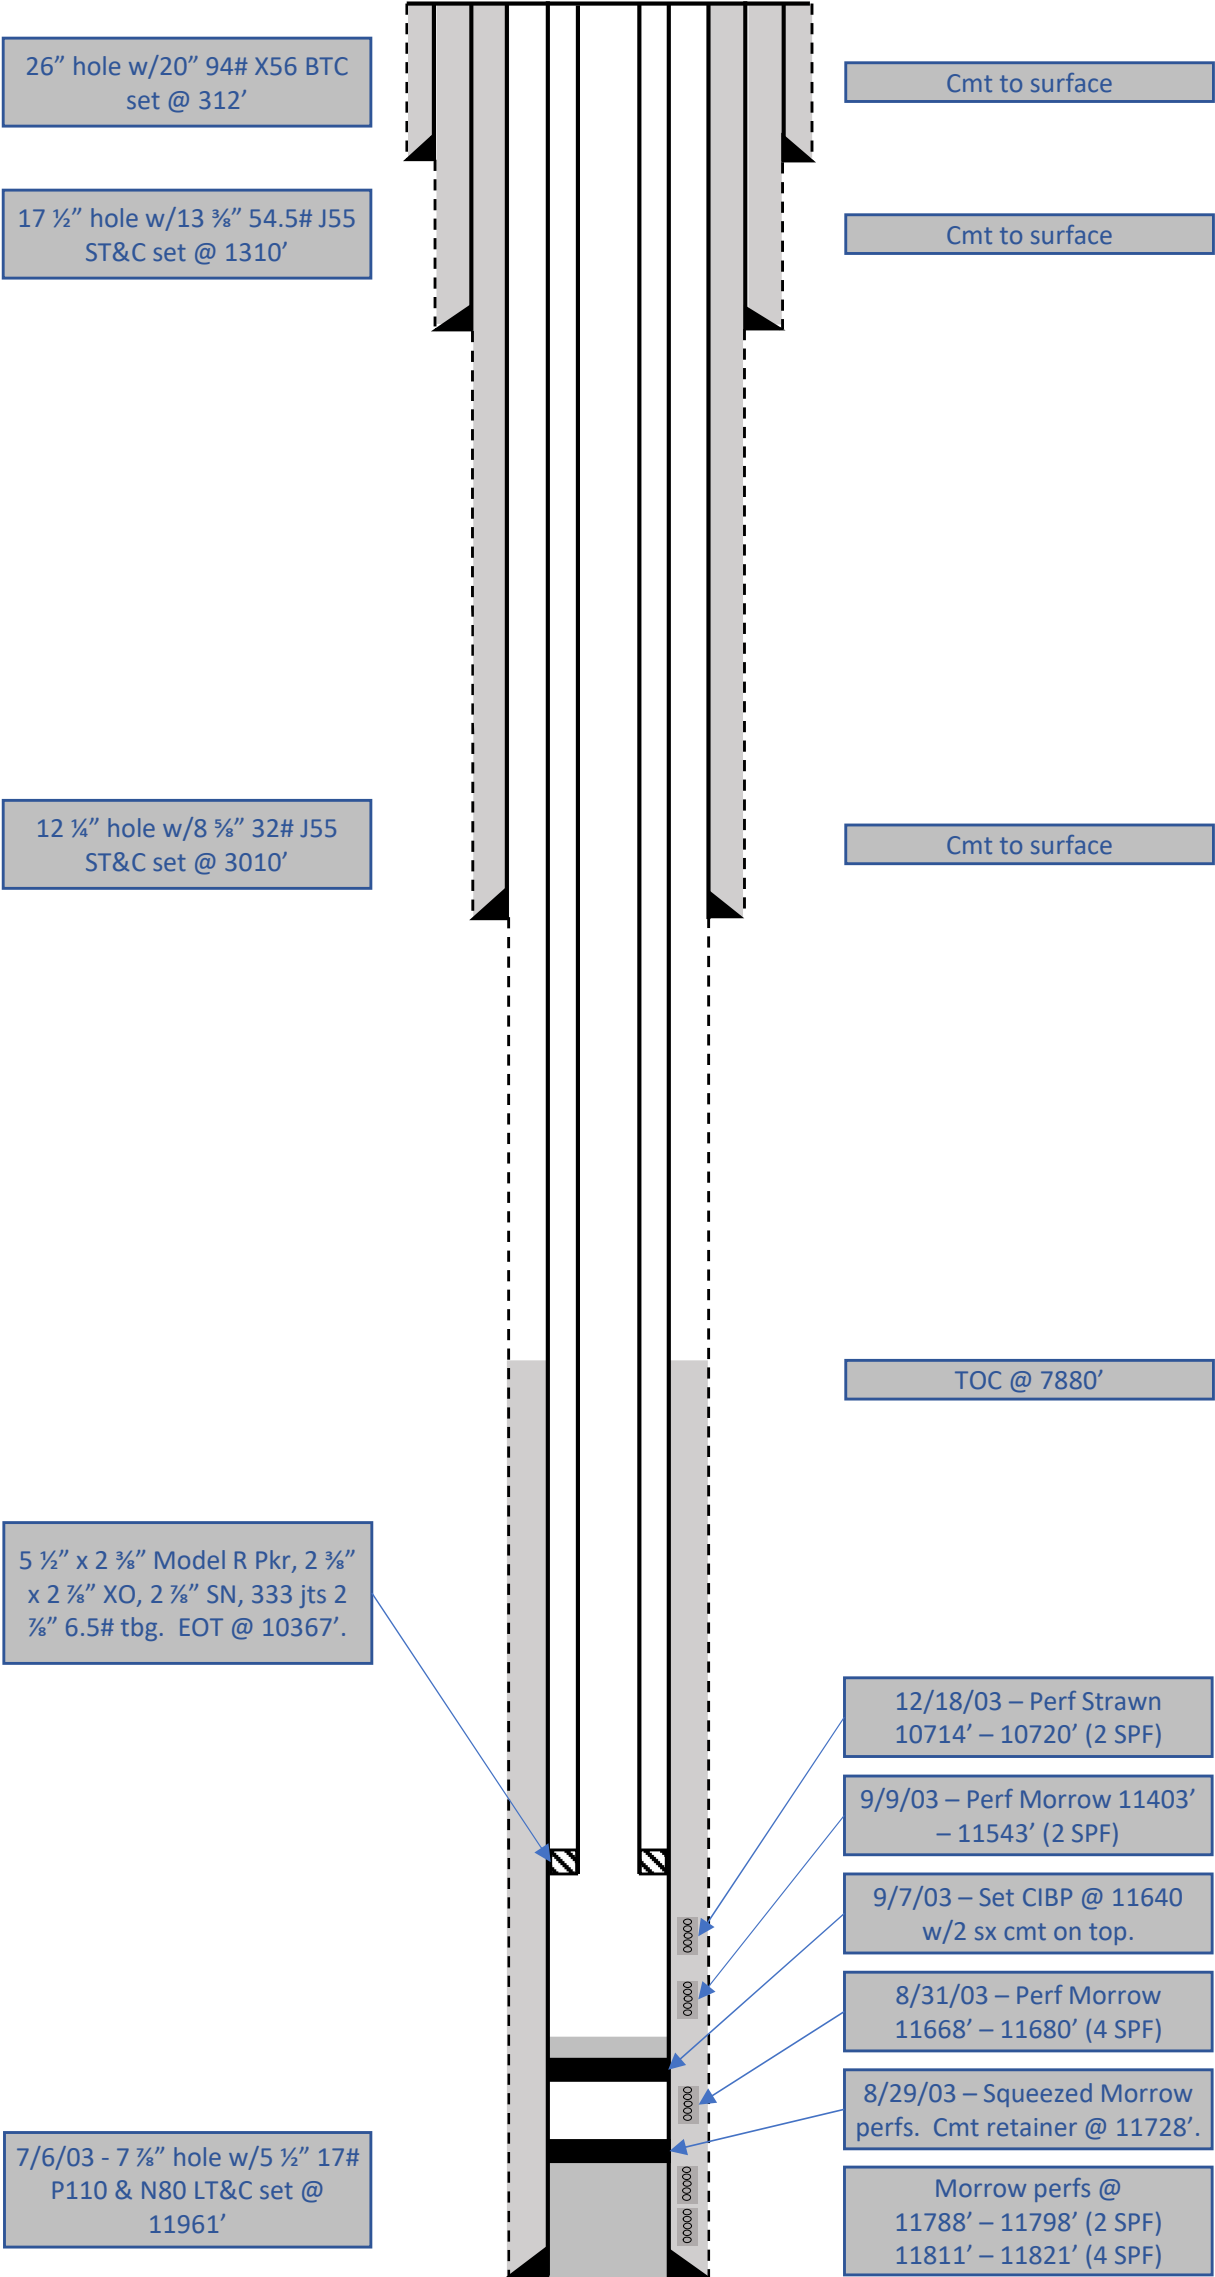 26” hole w/20” 94# X56 BTC
set @ 312’
Cmt to surface
17 ½” hole w/13 ⅜” 54.5# J55
ST&C set @ 1310’
Cmt to surface
12 ¼” hole w/8 ⅝” 32# J55
ST&C set @ 3010’
Cmt to surface
TOC @ 7880’
5 ½” x 2 ⅜” Model R Pkr, 2 ⅜”
x 2 ⅞” XO, 2 ⅞” SN, 333 jts 2
⅞” 6.5# tbg.  EOT @ 10367’.
12/18/03 – Perf Strawn
10714’ – 10720’ (2 SPF)
9/9/03 – Perf Morrow 11403’
– 11543’ (2 SPF)
9/7/03 – Set CIBP @ 11640
w/2 sx cmt on top.
8/31/03 – Perf Morrow
11668’ – 11680’ (4 SPF)
8/29/03 – Squeezed Morrow
perfs.  Cmt retainer @ 11728’.
7/6/03 - 7 ⅞” hole w/5 ½” 17#
P110 & N80 LT&C set @
11961’
Morrow perfs @
11788’ – 11798’ (2 SPF)
11811’ – 11821’ (4 SPF)